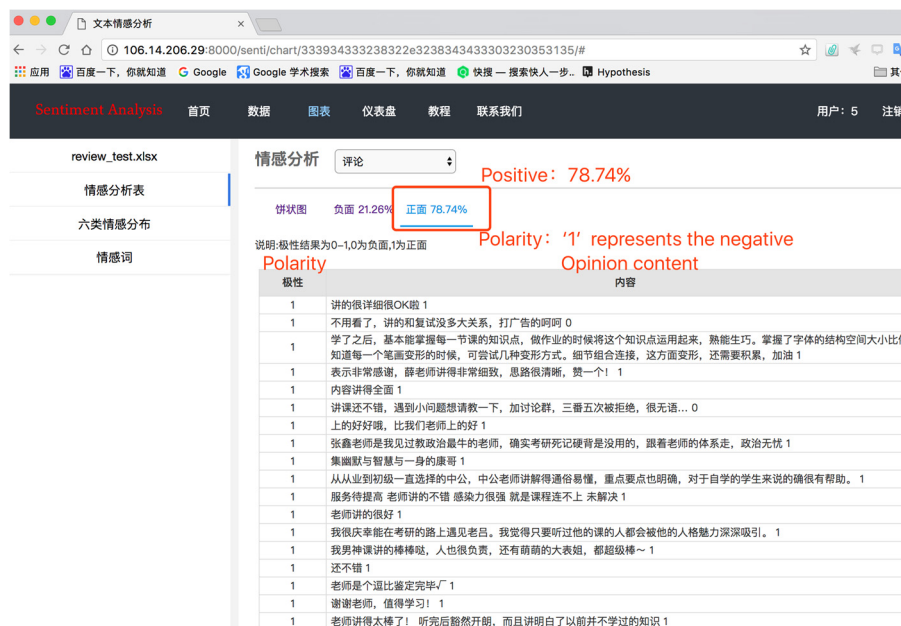 文本情感分析
106.14.206.29:8000/senti/chart/333934333238322e3238343433303230353135/#
应用 百度一下，你就知道 Google Google 学术搜索 百度一下，你就知道 快搜 — 搜索快人一步.. Hypothesis
Sentiment Analysis 首页 数据 图表 仪表盘 教程 联系我们 用户：5 注销
review_test.xlsx
情感分析表
六类情感分布
情感词
情感分析 评论
Positive：78.74%
饼状图 负面 21.26% 正面 78.74%
Polarity：‘1’ represents the negative
Opinion content
说明:极性结果为0–1,0为负面,1为正面
Polarity
极性 内容
1 讲的很详细很OK啦 1
1 不用看了，讲的和复试没多大关系，打广告的呵呵 0
1 学了之后，基本能掌握每一节课的知识点，做作业的时候将这个知识点运用起来，熟能生巧。掌握了字体的结构空间大小比
知道每一个笔画变形的时候，可尝试几种变形方式。细节组合连接，这方面变形，还需要积累，加油 1
1 表示非常感谢，薛老师讲得非常细致，思路很清晰，赞一个！ 1
1 内容讲得全面 1
1 讲课还不错，遇到小问题想请教一下，加讨论群，三番五次被拒绝，很无语... 0
1 上的好好哦，比我们老师上的好 1
1 张鑫老师是我见过教政治最牛的老师，确实考研死记硬背是没用的，跟着老师的体系走，政治无忧 1
1 集幽默与智慧与一身的康哥 1
1 从从业到初级一直选择的中公，中公老师讲解得通俗易懂，重点要点也明确，对于自学的学生来说的确很有帮助。 1
1 服务待提高 老师讲的不错 感染力很强 就是课程连不上 未解决 1
1 老师讲的很好 1
1 我很庆幸能在考研的路上遇见老吕。我觉得只要听过他的课的人都会被他的人格魅力深深吸引。 1
1 我男神课讲的棒棒哒，人也很负责，还有萌萌的大表姐，都超级棒～ 1
1 还不错 1
1 老师是个逗比鉴定完毕√ 1
1 谢谢老师，值得学习！ 1
1 老师讲得太棒了！ 听完后豁然开朗，而且讲明白了以前并不学过的知识 1